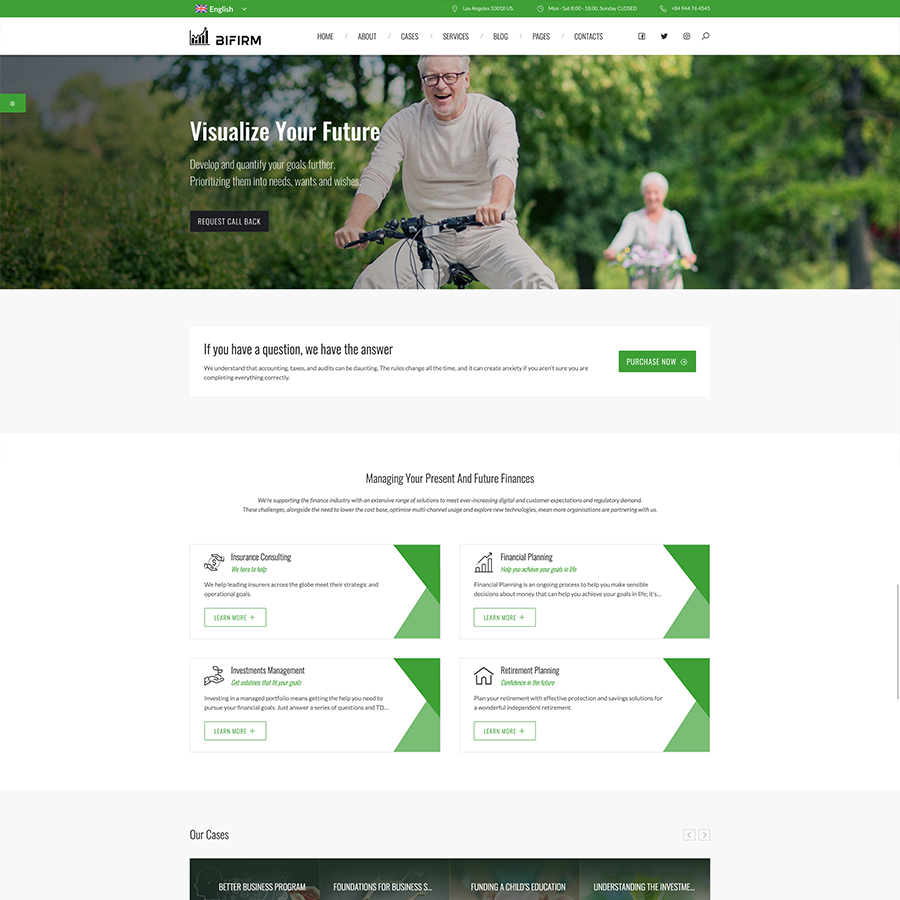 English
Los Angeles 10018 US.
Mon - Sat 8.00 - 18.00. Sunday CLOSED
+84.944.76.4545
BIFIRM
HOME / ABOUT / CASES / SERVICES / BLOG / PAGES / CONTACTS
Visualize Your Future
Develop and quantify your goals further.
Prioritizing them into needs, wants and wishes.
REQUEST CALL BACK
If you have a question, we have the answer
We understand that accounting, taxes, and audits can be daunting. The rules change all the time, and it can create anxiety if you aren't sure you are
completing everything correctly.
PURCHASE NOW
Managing Your Present And Future Finances
We're supporting the finance industry with an extensive range of solutions to meet ever-increasing digital and customer expectations and regulatory demand.
These challenges, alongside the need to lower the cost base, optimise multi-channel usage and explore new technologies, mean more organisations are partnering with us.
Insurance Consulting
We here to help
We help leading insurers across the globe meet their strategic and
operational goals.
LEARN MORE +
Financial Planning
Help you achieve your goals in life
Financial Planning is an ongoing process to help you make sensible
decisions about money that can help you achieve your goals in life; it's...
LEARN MORE +
Investments Management
Get solutions that fit your goals
Investing in a managed portfolio means getting the help you need to
pursue your financial goals. Just answer a series of questions and TD...
LEARN MORE +
Retirement Planning
Confidence in the future
Plan your retirement with effective protection and savings solutions for
a wonderful independent retirement.
LEARN MORE +
Our Cases
BETTER BUSINESS PROGRAM
FOUNDATIONS FOR BUSINESS S...
FUNDING A CHILD'S EDUCATION
UNDERSTANDING THE INVESTME...